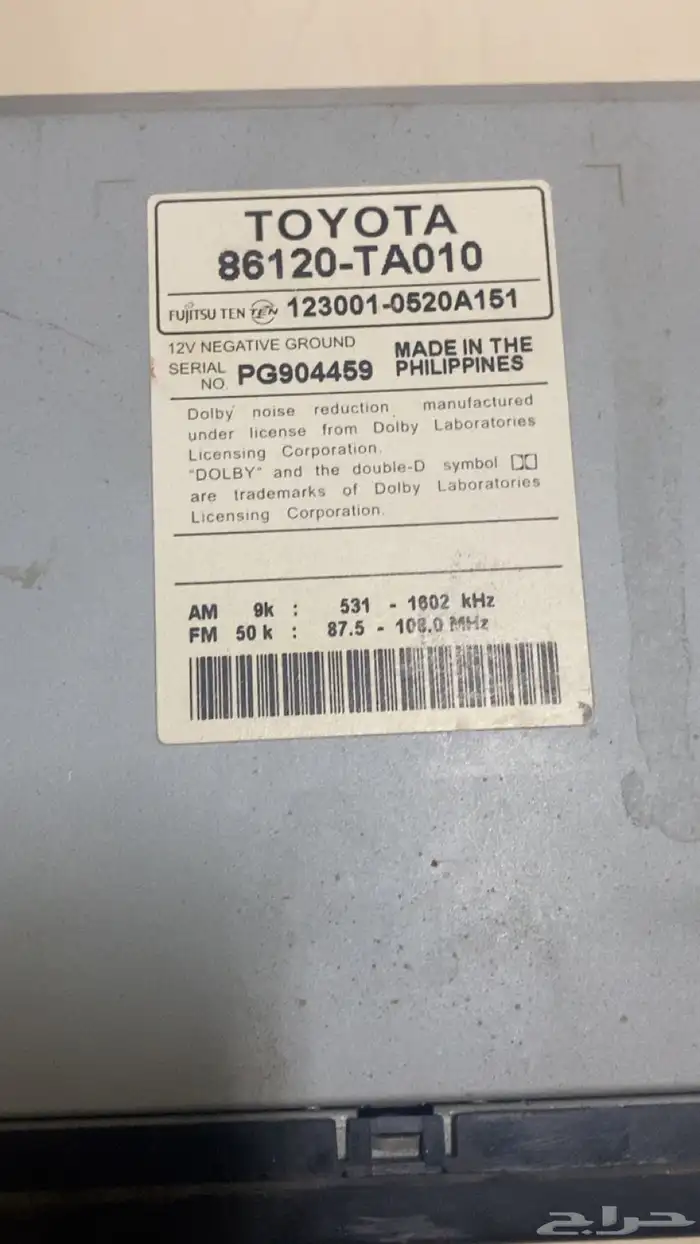 TOYOTA
86120-TA010
FUJITSU TEN TEN 123001-0520A151
12V NEGATIVE GROUND
MADE IN THE
PHILIPPINES
SERIAL
NO. PG904459
Dolby noise reduction manufactured
under license from Dolby Laboratories
Licensing Corporation.
"DOLBY" and the double-D symbol
are trademarks of Dolby Laboratories
Licensing Corporation.
AM 9k : 531 - 1602 kHz
FM 50k : 87.5 - 108.0 MHz
حراج